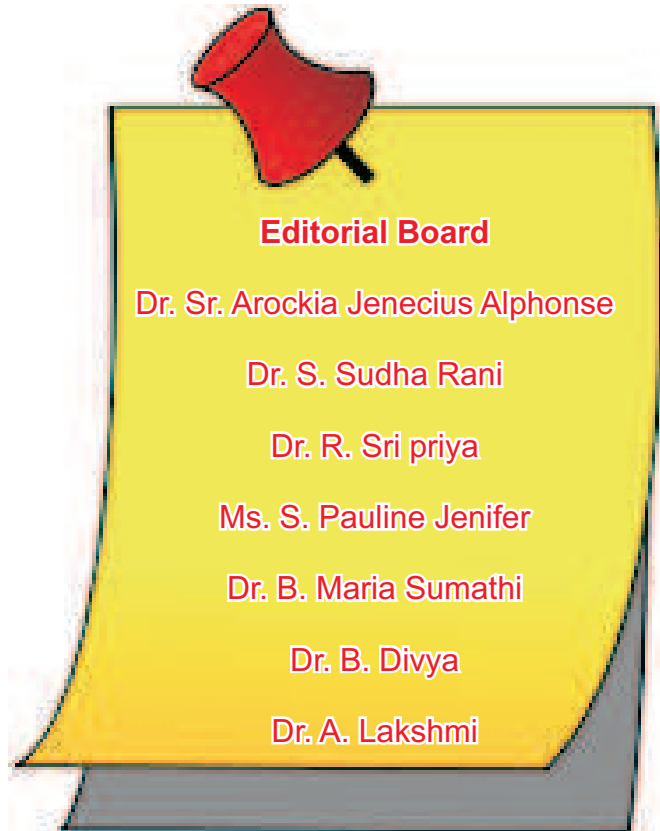 Editorial Board
Dr. Sr. Arockia Jenecius Alphonse
Dr. S. Sudha Rani
Dr. R. Sri priya
Ms. S. Pauline Jenifer
Dr. B. Maria Sumathi
Dr. B. Divya
Dr. A. Lakshmi